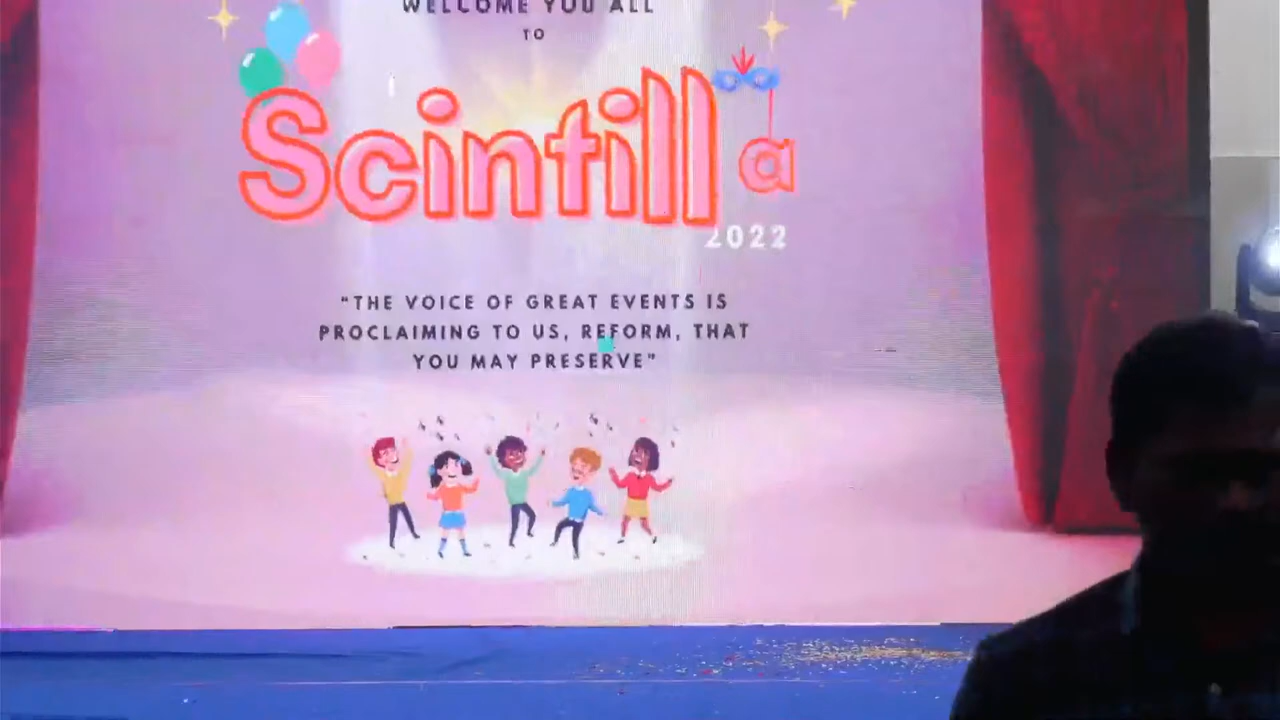 WELCOME YOU ALL
TO
Scintilla
2022
"THE VOICE OF GREAT EVENTS IS
PROCLAIMING TO US, REFORM, THAT
YOU MAY PRESERVE"